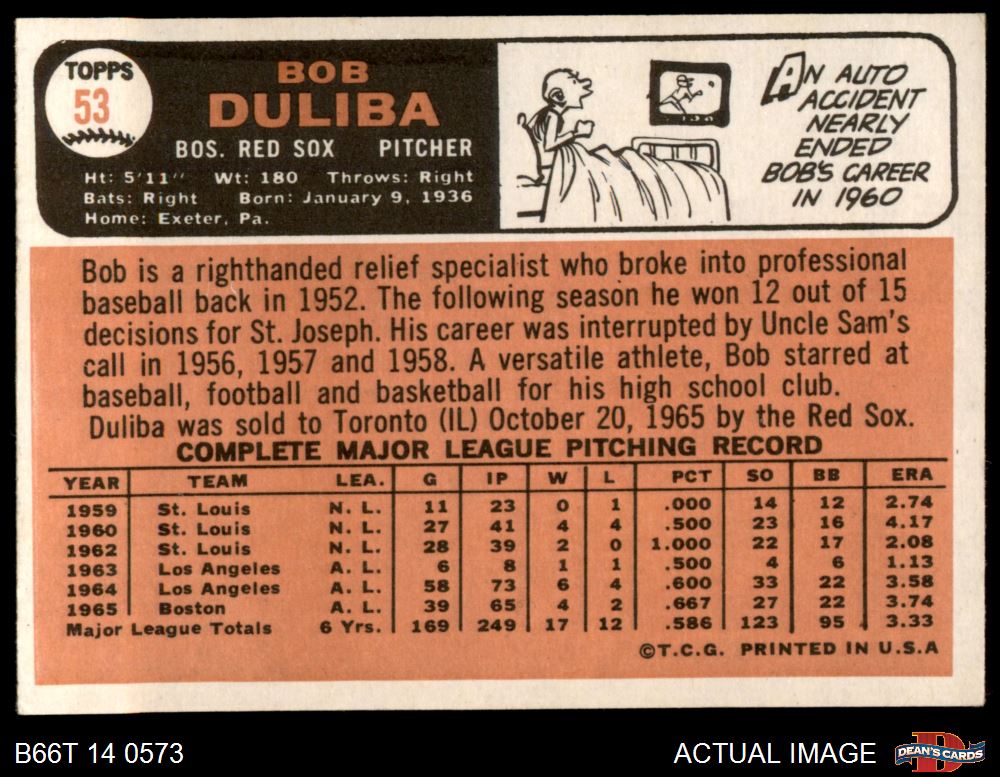 TOPPS
53
BOB
DULIBA
BOS. RED SOX PITCHER
Ht: 5'11" Wt: 180 Throws: Right
Bats: Right Born: January 9, 1936
Home: Exeter, Pa.
AN AUTO
ACCIDENT
NEARLY
ENDED
BOB'S CAREER
IN 1960
Bob is a righthanded relief specialist who broke into professional
baseball back in 1952. The following season he won 12 out of 15
decisions for St. Joseph. His career was interrupted by Uncle Sam's
call in 1956, 1957 and 1958. A versatile athlete, Bob starred at
baseball, football and basketball for his high school club.
Duliba was sold to Toronto (IL) October 20, 1965 by the Red Sox.
COMPLETE MAJOR LEAGUE PITCHING RECORD
YEAR TEAM LEA. G IP W L PCT SO BB ERA
1959 St. Louis N. L. 11 23 0 1 .000 14 12 2.74
1960 St. Louis N. L. 27 41 4 4 .500 23 16 4.17
1962 St. Louis N. L. 28 39 2 0 1.000 22 17 2.08
1963 Los Angeles A. L. 6 8 1 1 .500 4 6 1.13
1964 Los Angeles A. L. 58 73 6 4 .600 33 22 3.58
1965 Boston A. L. 39 65 4 2 .667 27 22 3.74
Major League Totals 6 Yrs. 169 249 17 12 .586 123 95 3.33
©T.C.G. PRINTED IN U.S.A
B66T 14 0573
ACTUAL IMAGE
DEAN'S CARDS